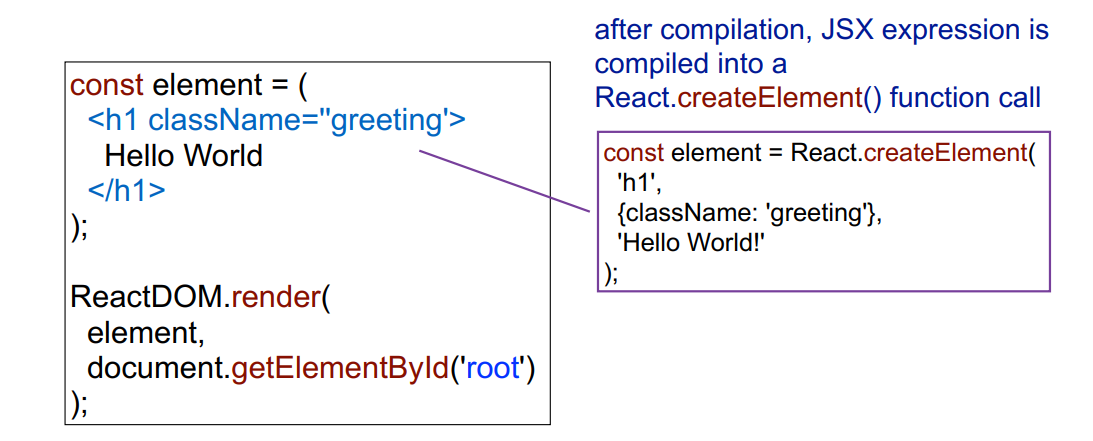 const element = (
<h1 className="greeting'>
Hello World
</h1>
);
ReactDOM.render(
element,
document.getElementById('root')
);
after compilation, JSX expression is
compiled into a
React.createElement() function call
const element = React.createElement(
'h1',
{className: 'greeting'},
'Hello World!'
);